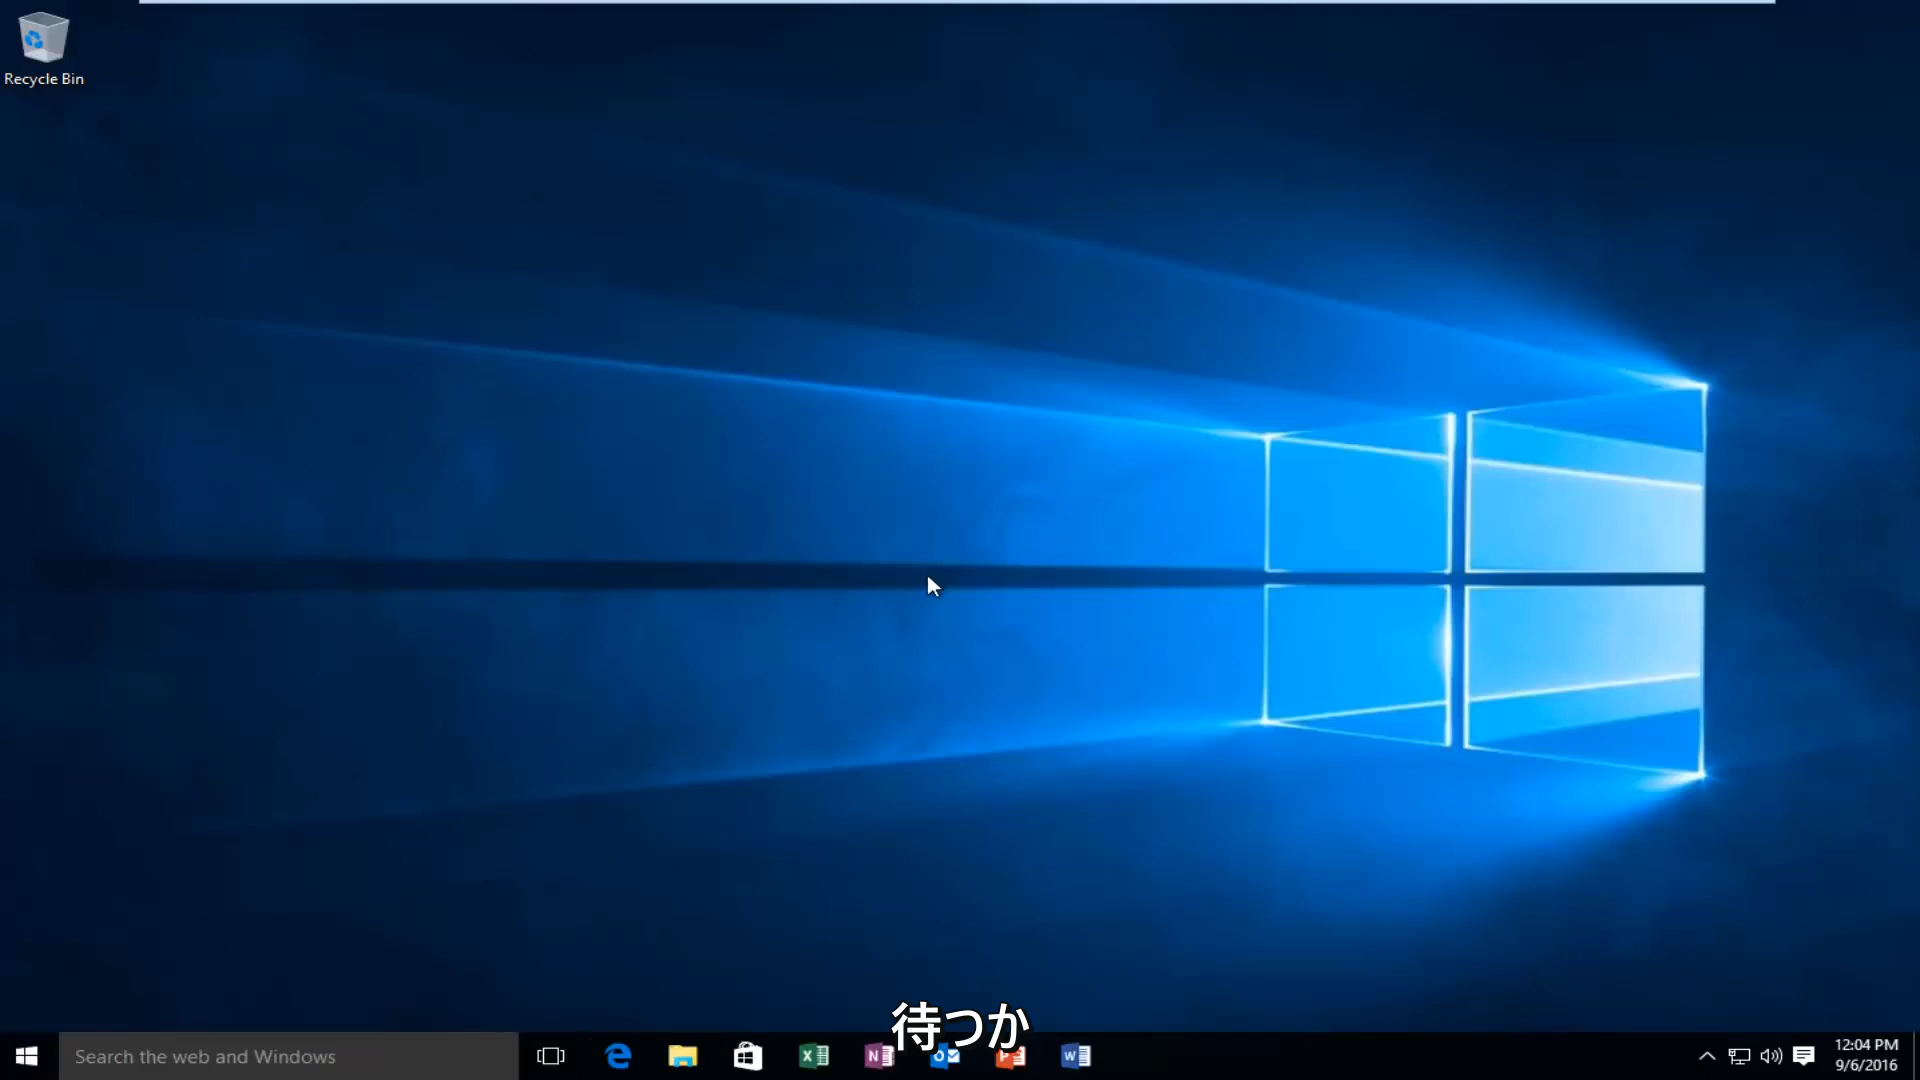 Recycle Bin
待つか
Search the web and Windows
12:04 PM
9/6/2016